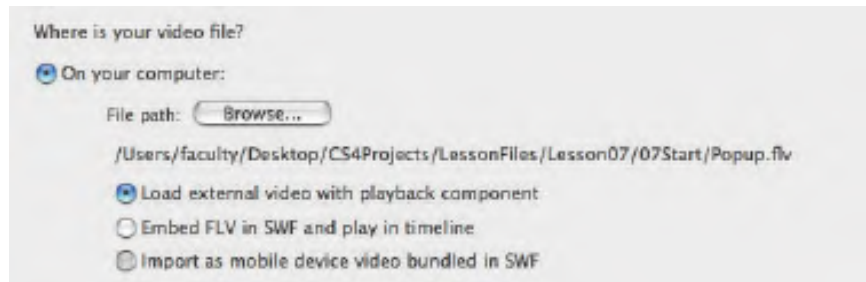 Where is your video file?
On your computer:
File path: Browse...
/Users/faculty/Desktop/CS4Projects/LessonFiles/Lesson07/07Start/Popup.flv
Load external video with playback component
Embed FLV in SWF and play in timeline
Import as mobile device video bundled in SWF